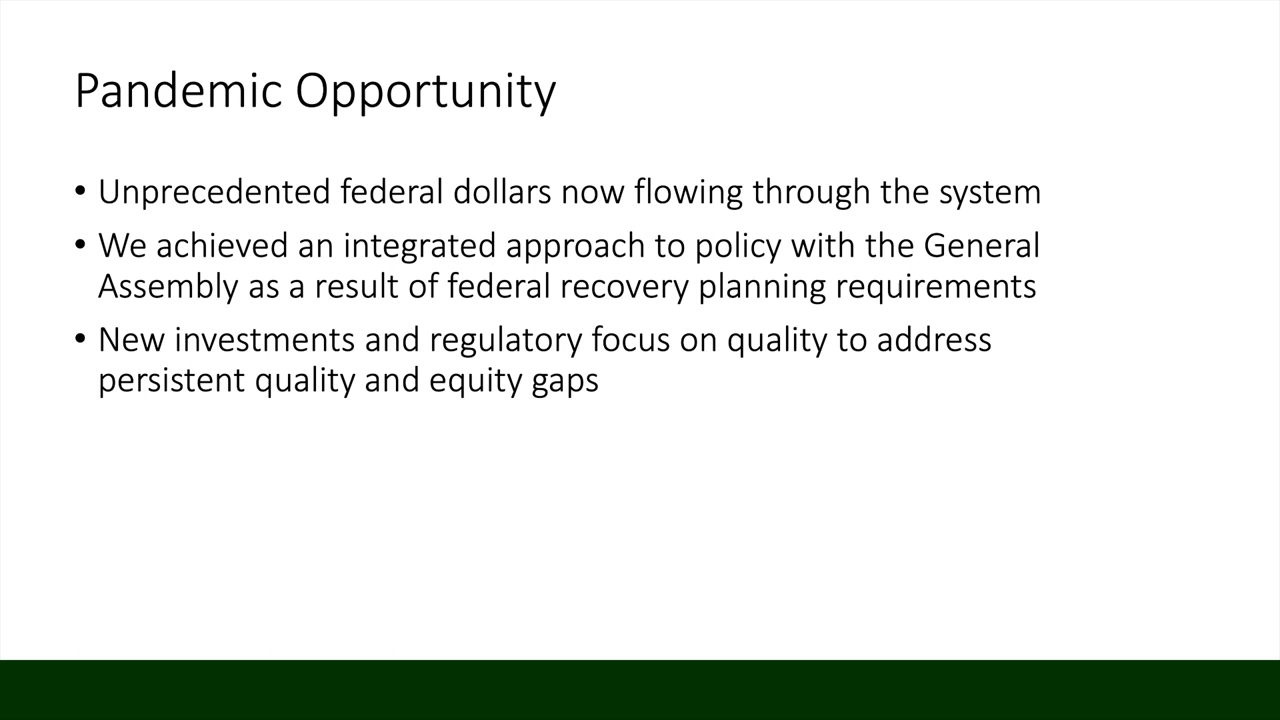 Pandemic Opportunity
• Unprecedented federal dollars now flowing through the system
• We achieved an integrated approach to policy with the General
Assembly as a result of federal recovery planning requirements
• New investments and regulatory focus on quality to address
persistent quality and equity gaps